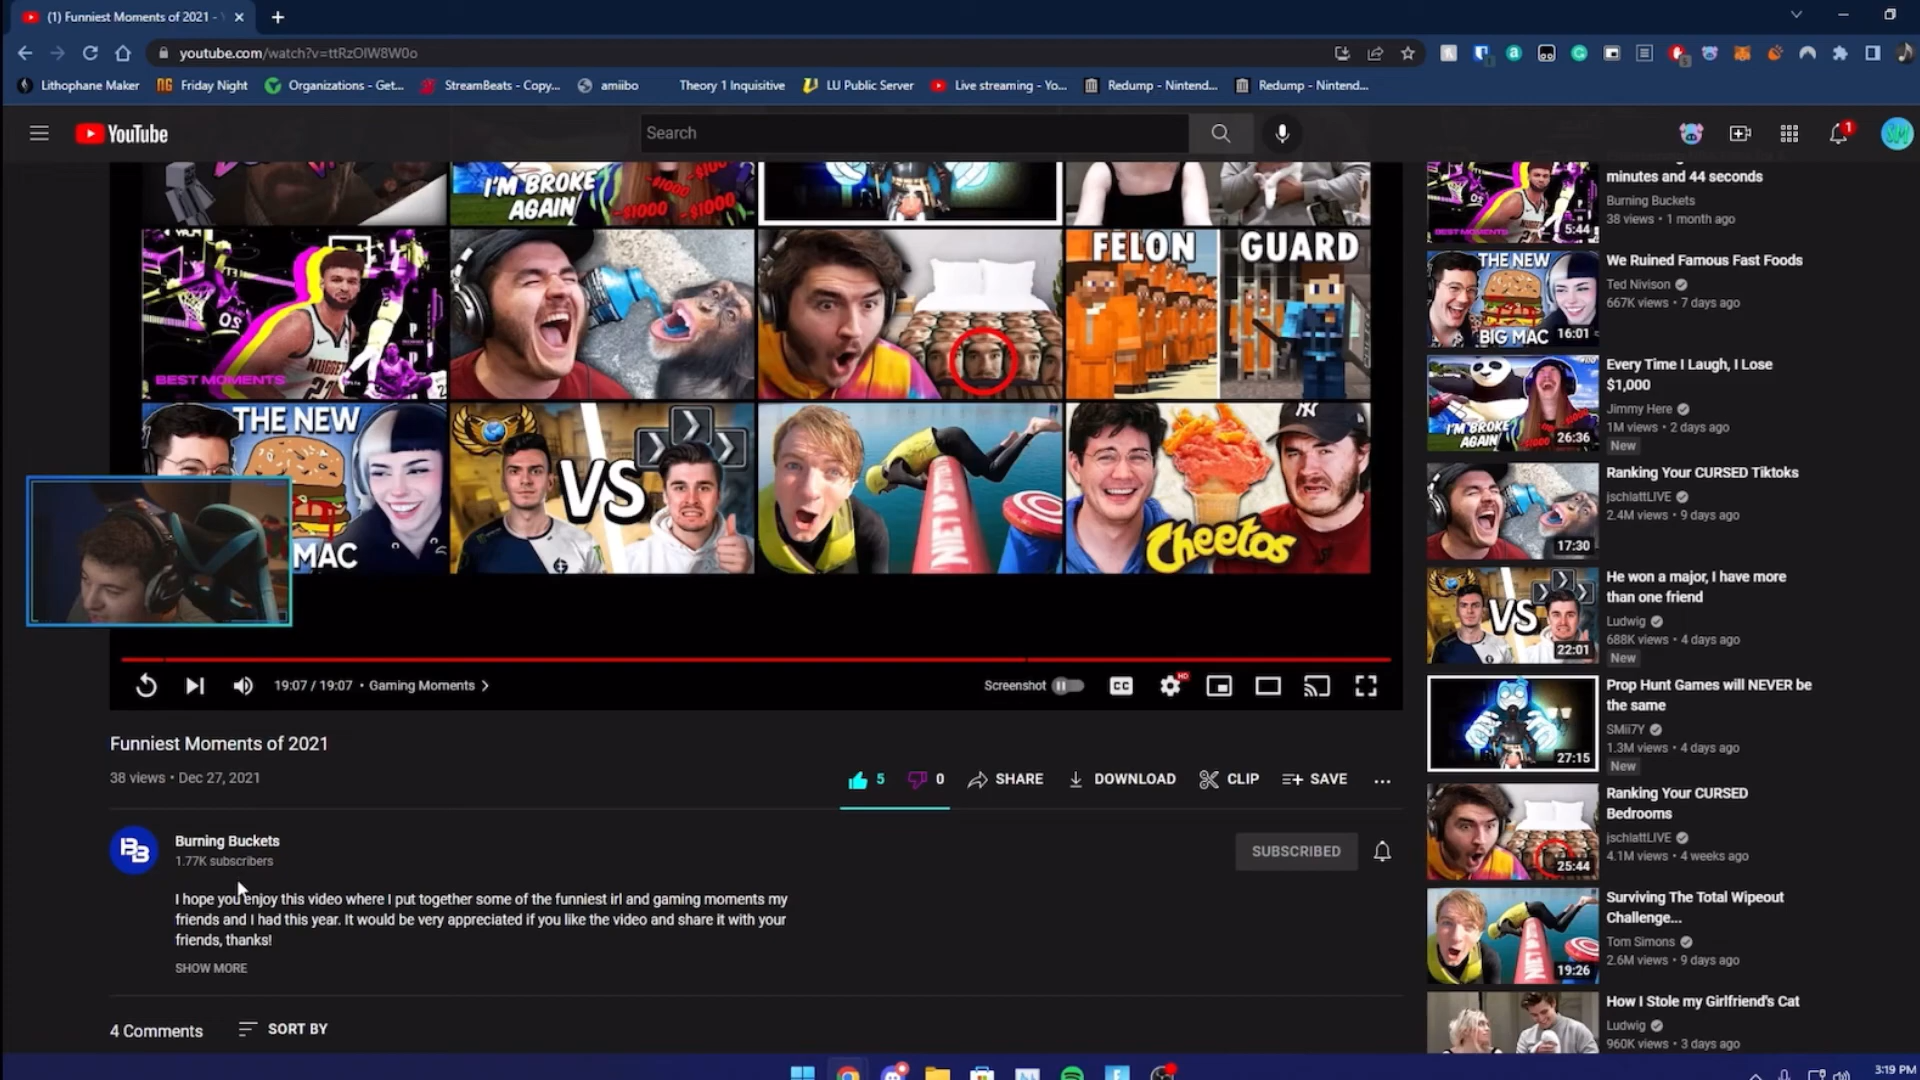 (1) Funniest Moments of 2021 -
youtube.com/watch?v=ttRzOlW8W0o
Lithophane Maker
Friday Night
Organizations - Get...
StreamBeats - Copy...
amiibo
Theory 1 Inquisitive
LU Public Server
Live streaming - Yo...
Redump - Nintend...
Redump - Nintend...
YouTube
Search
1
I'M BROKE
AGAIN
-$1000
-$1000
BEST MOMENTS
NUGGETS
FELON GUARD
THE NEW
MAC
VS
NIET
Cheetos
19:07 / 19:07 • Gaming Moments
Screenshot
CC
HD
Funniest Moments of 2021
38 views • Dec 27, 2021
5
0
SHARE
DOWNLOAD
CLIP
SAVE
Burning Buckets
1.77K subscribers
SUBSCRIBED
I hope you enjoy this video where I put together some of the funniest irl and gaming moments my
friends and I had this year. It would be very appreciated if you like the video and share it with your
friends, thanks!
SHOW MORE
4 Comments
SORT BY
minutes and 44 seconds
Burning Buckets
38 views • 1 month ago
BEST MOMENTS
5:44
We Ruined Famous Fast Foods
Ted Nivison
667K views • 7 days ago
THE NEW
BIG MAC
16:01
Every Time I Laugh, I Lose
$1,000
Jimmy Here
1M views • 2 days ago
New
I'M BROKE
AGAIN
26:36
Ranking Your CURSED Tiktoks
jschlattLIVE
2.4M views • 9 days ago
17:30
He won a major, I have more
than one friend
Ludwig
688K views • 4 days ago
New
VS
22:01
Prop Hunt Games will NEVER be
the same
SMii7Y
1.3M views • 4 days ago
New
27:15
Ranking Your CURSED
Bedrooms
jschlattLIVE
4.1M views • 4 weeks ago
25:44
Surviving The Total Wipeout
Challenge...
Tom Simons
2.6M views • 9 days ago
19:26
How I Stole my Girlfriend's Cat
Ludwig
960K views • 3 days ago
3:19 PM